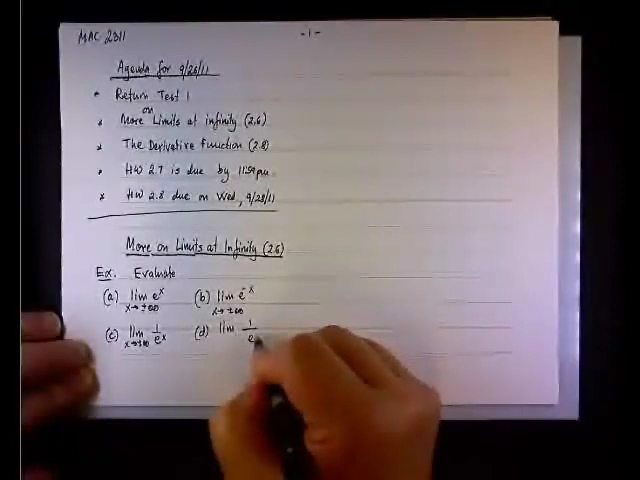 MAC 2311
-1-
Agenda for 9/26/11
* Return Test 1
* More on Limits at infinity (2.6)
* The Derivative Function (2.8)
* HW 2.7 is due by 11:59pm
* HW 2.8 due on Wed, 9/28/11
More on Limits at Infinity (2.6)
Ex. Evaluate
(a) lim x→±∞ e^x (b) lim x→±∞ e^-x
(c) lim x→±∞ 1/e^x (d) lim 1/e